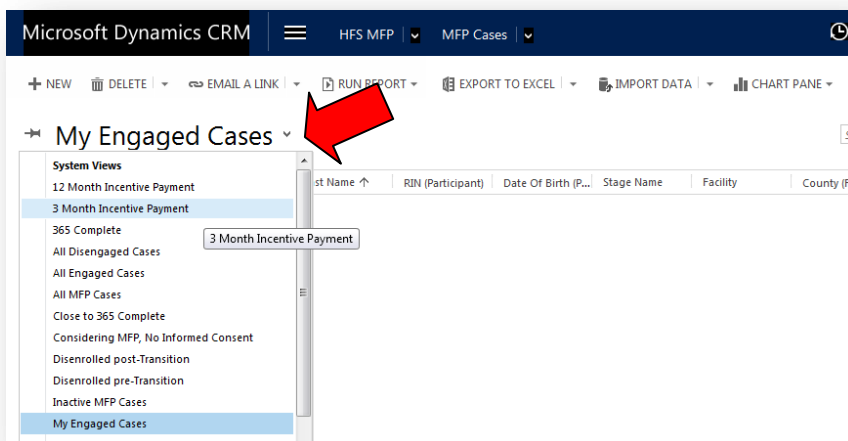 Microsoft Dynamics CRM HFS MFP MFP Cases
NEW DELETE EMAIL A LINK RUN REPORT EXPORT TO EXCEL IMPORT DATA CHART PANE
My Engaged Cases
System Views
st Name RIN (Participant) Date Of Birth (P... Stage Name Facility County (F
12 Month Incentive Payment
3 Month Incentive Payment
365 Complete
3 Month Incentive Payment
All Disengaged Cases
All Engaged Cases
All MFP Cases
Close to 365 Complete
Considering MFP, No Informed Consent
Disenrolled post-Transition
Disenrolled pre-Transition
Inactive MFP Cases
My Engaged Cases